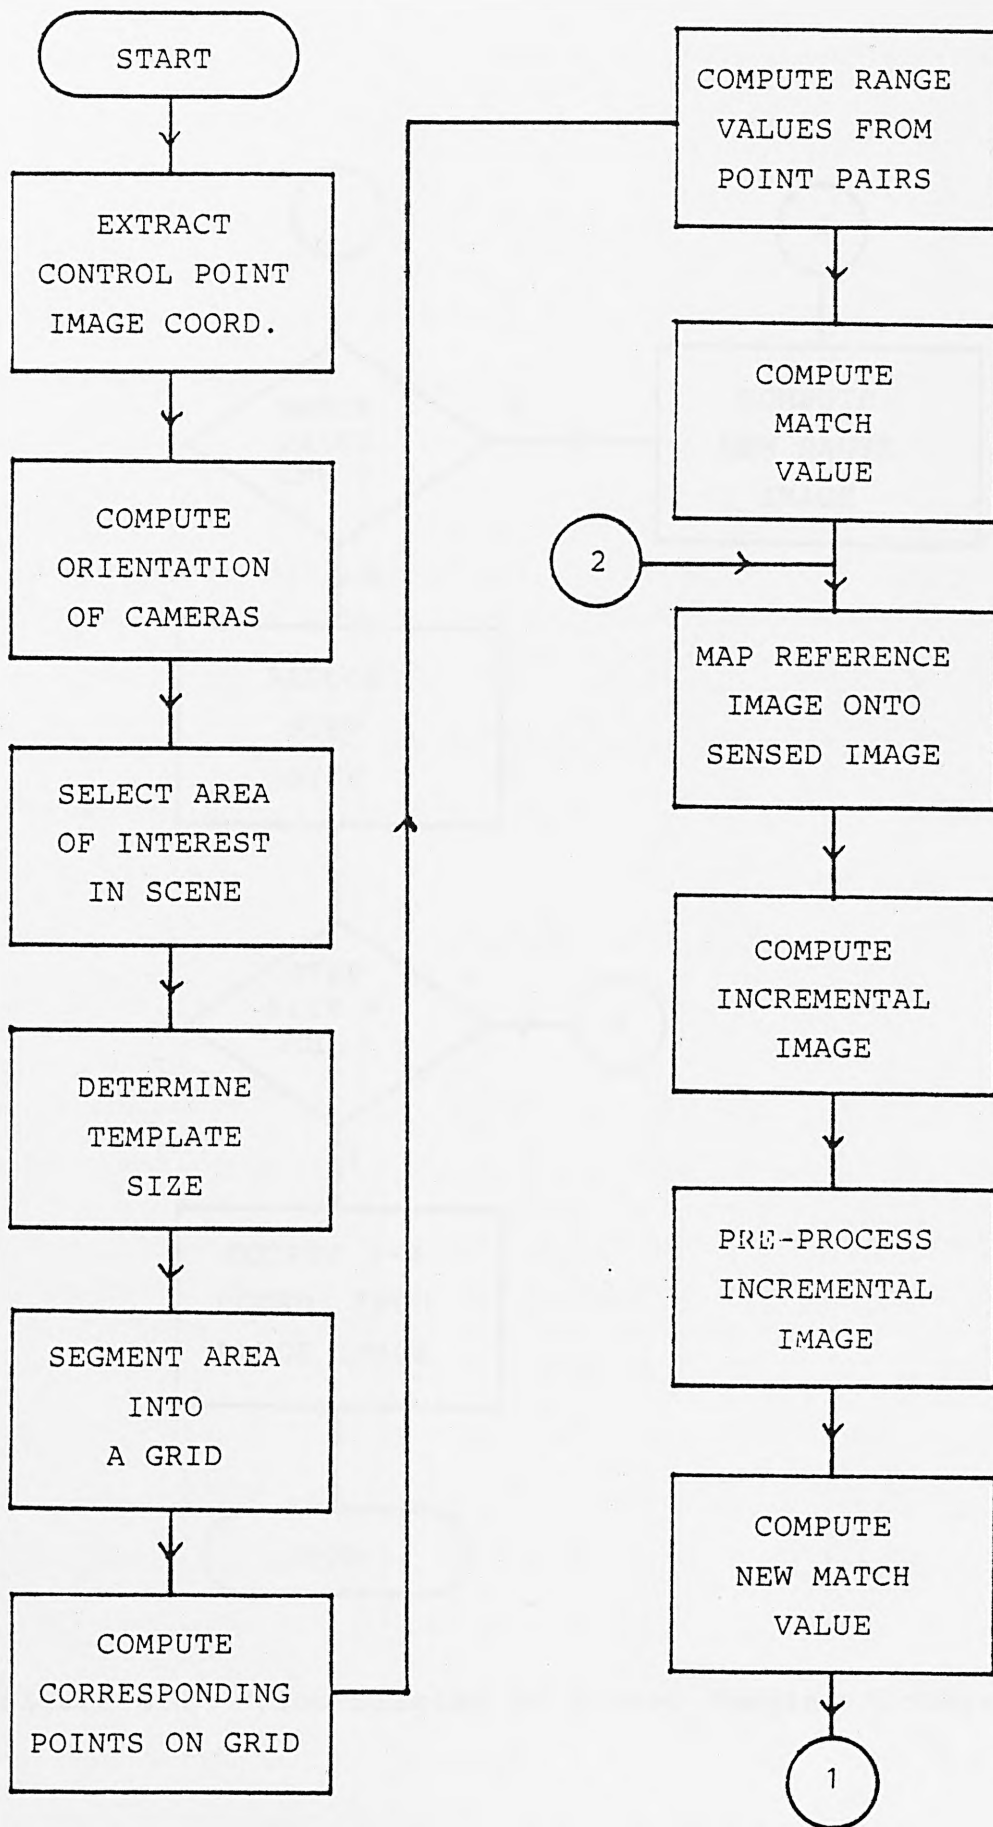 START
EXTRACT
CONTROL POINT
IMAGE COORD.
COMPUTE
ORIENTATION
OF CAMERAS
SELECT AREA
OF INTEREST
IN SCENE
DETERMINE
TEMPLATE
SIZE
SEGMENT AREA
INTO
A GRID
COMPUTE
CORRESPONDING
POINTS ON GRID
COMPUTE RANGE
VALUES FROM
POINT PAIRS
COMPUTE
MATCH
VALUE
2
MAP REFERENCE
IMAGE ONTO
SENSED IMAGE
COMPUTE
INCREMENTAL
IMAGE
PRE-PROCESS
INCREMENTAL
IMAGE
COMPUTE
NEW MATCH
VALUE
1